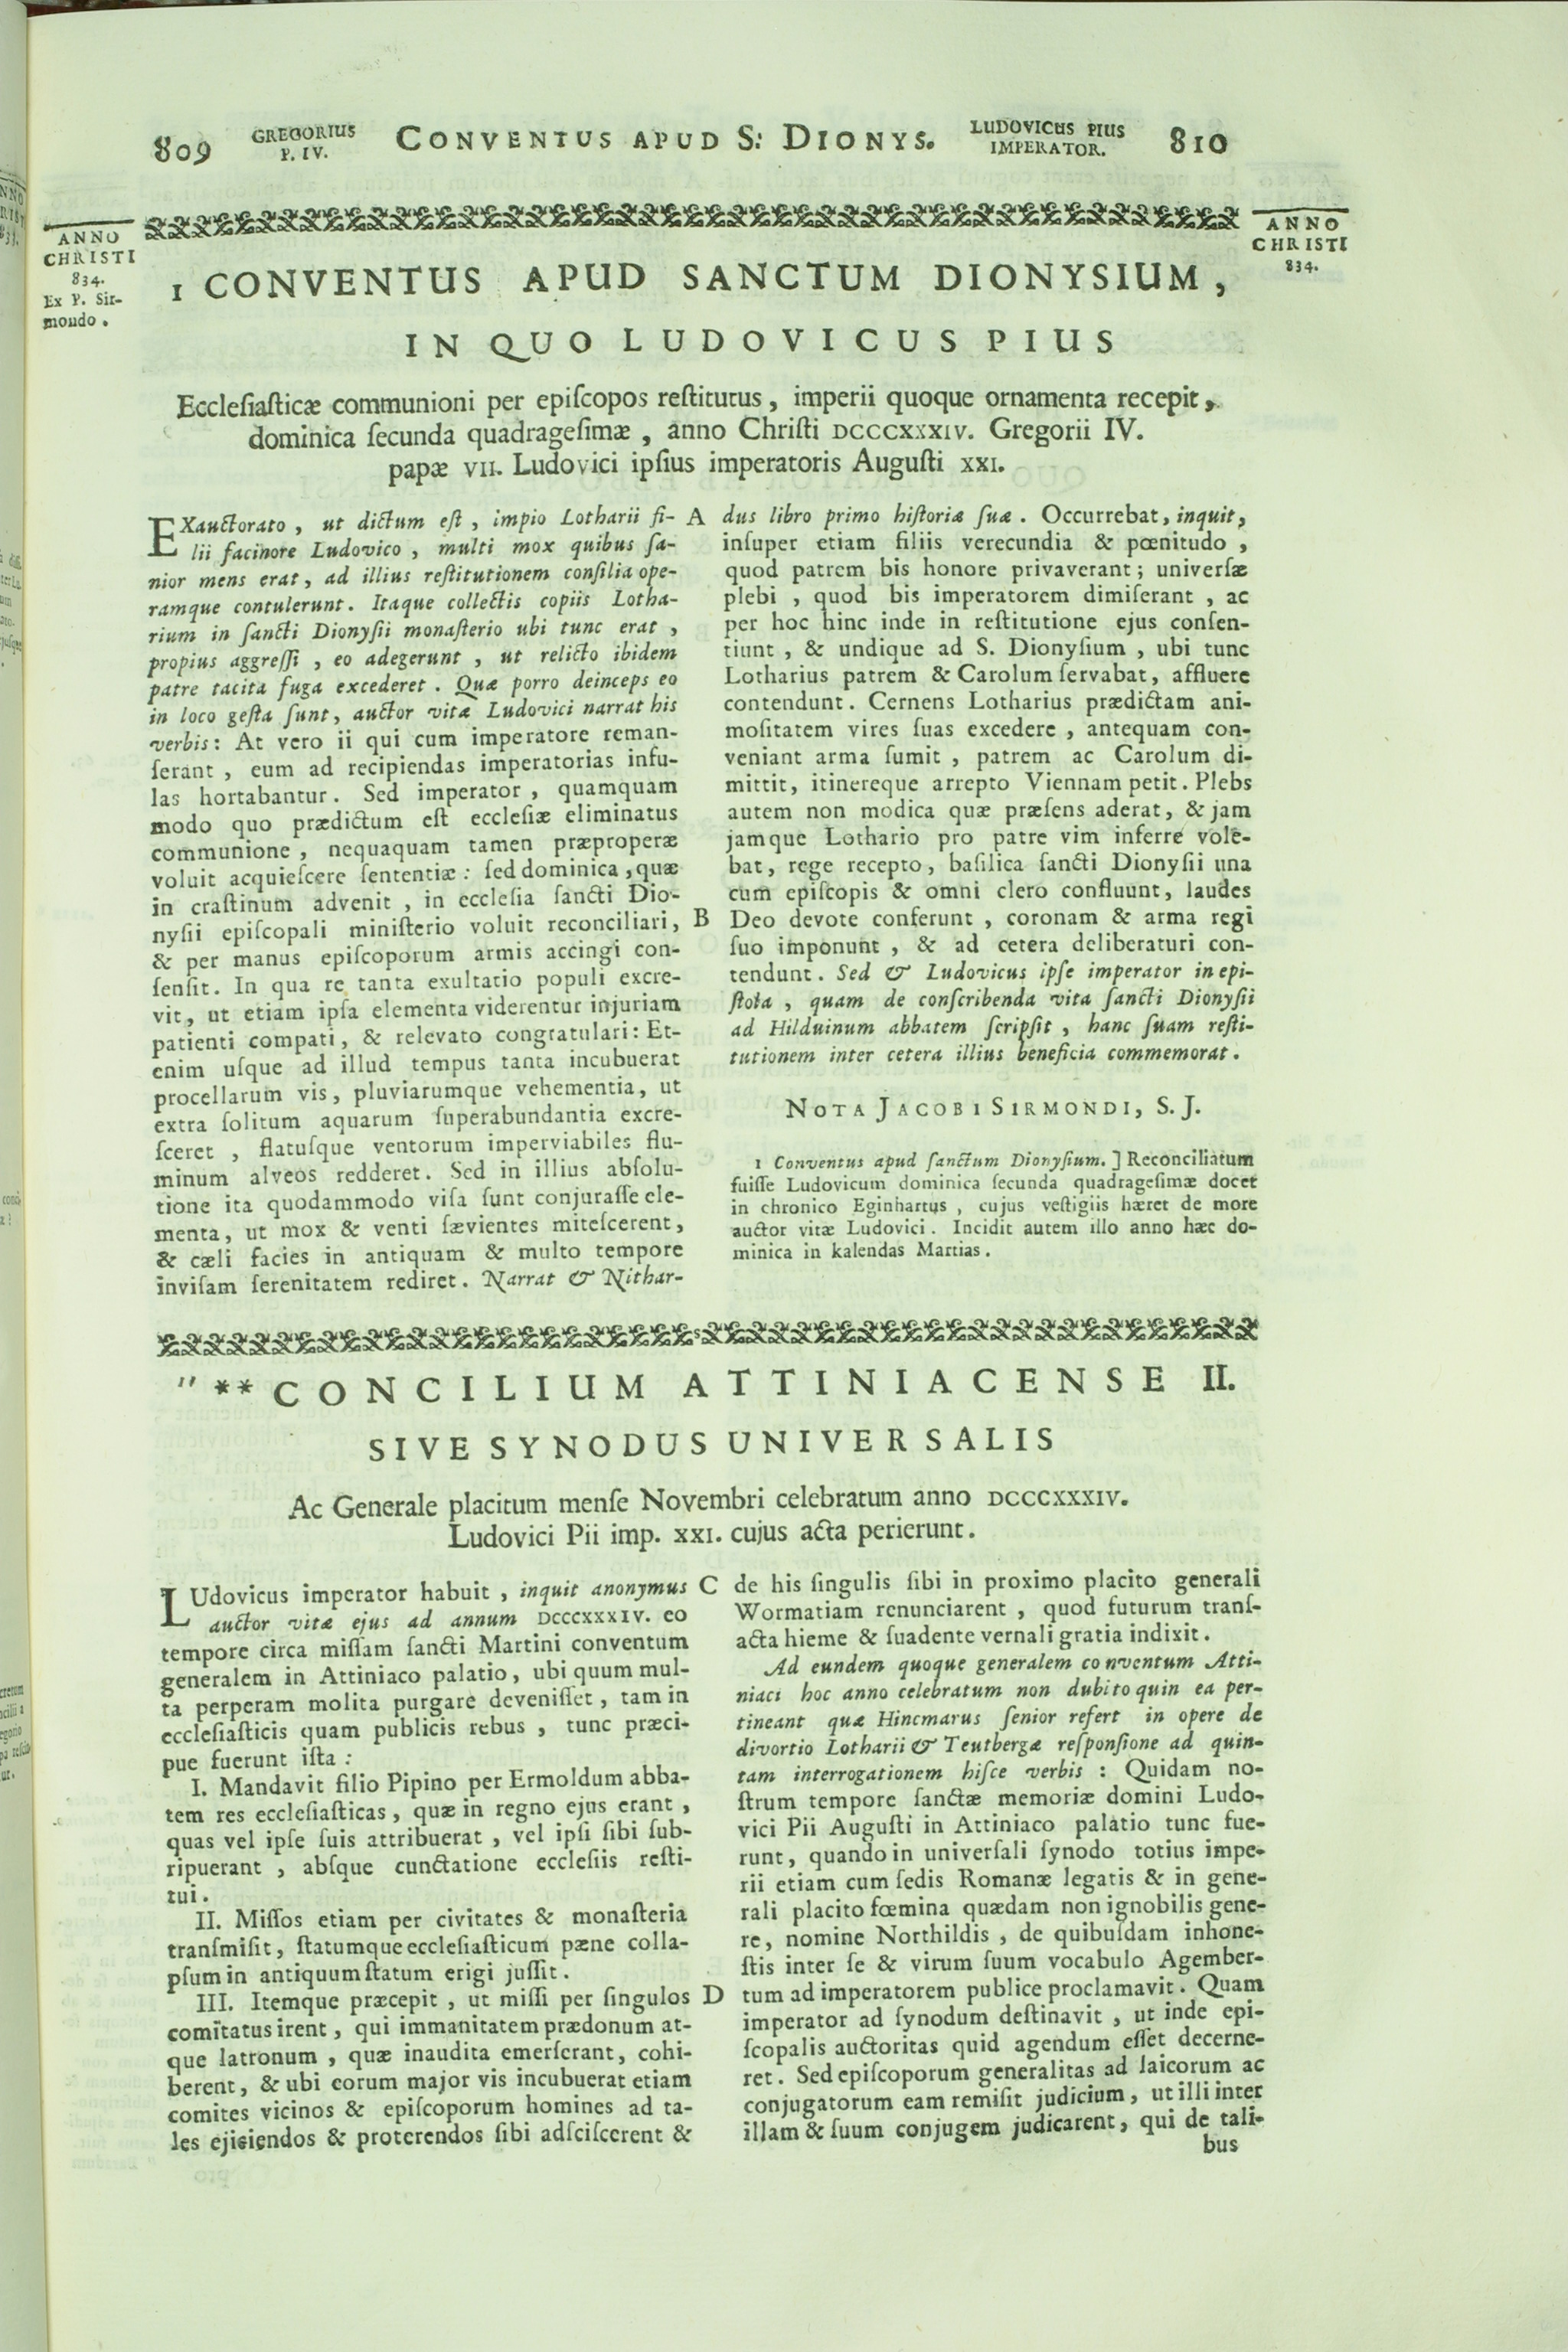 809 GREGORIUS P. IV. CONVENTUS APUD S. DIONYS. LUDOVICUS PIUS IMPERATOR. 810
ANNO
CHRISTI
834.
Ex P. Sir-
mondo.
ANNO
CHRISTI
834.
1 CONVENTUS APUD SANCTUM DIONYSIUM,
IN QUO LUDOVICUS PIUS
Eccleſiaſticæ communioni per epiſcopos reſtitutus, imperii quoque ornamenta recepit,
dominica ſecunda quadrageſimæ, anno Chriſti DCCCXXXIV. Gregorii IV.
papæ VII. Ludovici ipſius imperatoris Auguſti XXI.
EXauctorato, ut dictum eſt, impio Lotharii fi-
lii facinore Ludovico, multi mox quibus ſa-
nior mens erat, ad illius reſtitutionem conſilia ope-
ramque contulerunt. Itaque collectis copiis Lotha-
rium in ſancti Dionyſii monaſterio ubi tunc erat,
propius aggreſſi, eo adegerunt, ut relicto ibidem
patre tacita fuga excederet. Quæ porro deinceps eo
in loco geſta ſunt, auctor vitæ Ludovici narrat his
verbis: At vero ii qui cum imperatore reman-
ſerant, eum ad recipiendas imperatorias infu-
las hortabantur. Sed imperator, quamquam
modo quo prædictum eſt eccleſiæ eliminatus
communione, nequaquam tamen præproperæ
voluit acquieſcere ſententiæ: ſed dominica, quæ
in craſtinum advenit, in eccleſia ſancti Dio-
nyſii epiſcopali miniſterio voluit reconciliari,
& per manus epiſcoporum armis accingi con-
ſenſit. In qua re tanta exultatio populi excre-
vit, ut etiam ipſa elementa viderentur injuriam
patienti compati, & relevato congratulari: Et-
enim uſque ad illud tempus tanta incubuerat
procellarum vis, pluviarumque vehementia, ut
extra ſolitum aquarum ſuperabundantia excre-
ſceret, flatuſque ventorum imperviabiles flu-
minum alveos redderet. Sed in illius abſolu-
tione ita quodammodo viſa ſunt conjuraſſe ele-
menta, ut mox & venti ſævientes miteſcerent,
& cæli facies in antiquam & multo tempore
inviſam ſerenitatem rediret. Narrat & Nithar-
A
B
dus libro primo hiſtoriæ ſuæ. Occurrebat, inquit,
inſuper etiam filiis verecundia & pœnitudo,
quod patrem bis honore privaverant; univerſæ
plebi, quod bis imperatorem dimiſerant, ac
per hoc hinc inde in reſtitutione ejus conſen-
tiunt, & undique ad S. Dionyſium, ubi tunc
Lotharius patrem & Carolum ſervabat, affluere
contendunt. Cernens Lotharius prædictam ani-
moſitatem vires ſuas excedere, antequam con-
veniant arma ſumit, patrem ac Carolum di-
mittit, itinereque arrepto Viennam petit. Plebs
autem non modica quæ præſens aderat, & jam
jamque Lothario pro patre vim inferre vole-
bat, rege recepto, baſilica ſancti Dionyſii una
cum epiſcopis & omni clero confluunt, laudes
Deo devote conferunt, coronam & arma regi
ſuo imponunt, & ad cetera deliberaturi con-
tendunt. Sed & Ludovicus ipſe imperator in epi-
ſtola, quam de conſcribenda vita ſancti Dionyſii
ad Hilduinum abbatem ſcripſit, hanc ſuam reſti-
tutionem inter cetera illius beneficia commemorat.
NOTA JACOBI SIRMONDI, S. J.
1 Conventus apud ſanctum Dionyſium.] Reconciliatum
fuiſſe Ludovicum dominica ſecunda quadrageſimæ docet
in chronico Eginhartus, cujus veſtigiis hæret de more
auctor vitæ Ludovici. Incidit autem illo anno hæc do-
minica in kalendas Martias.
" ** CONCILIUM ATTINIACENSE II.
SIVE SYNODUS UNIVERSALIS
Ac Generale placitum menſe Novembri celebratum anno DCCCXXXIV.
Ludovici Pii imp. XXI. cujus acta perierunt.
LUdovicus imperator habuit, inquit anonymus
auctor vitæ ejus ad annum DCCCXXXIV. eo
tempore circa miſſam ſancti Martini conventum
generalem in Attiniaco palatio, ubi quum mul-
ta perperam molita purgare deveniſſet, tam in
eccleſiaſticis quam publicis rebus, tunc præci-
pue fuerunt iſta:
I. Mandavit filio Pipino per Ermoldum abba-
tem res eccleſiaſticas, quæ in regno ejus erant,
quas vel ipſe ſuis attribuerat, vel ipſi ſibi ſub-
ripuerant, abſque cunctatione eccleſiis reſti-
tui.
II. Miſſos etiam per civitates & monaſteria
tranſmiſit, ſtatumque eccleſiaſticum pæne colla-
pſum in antiquum ſtatum erigi juſſit.
III. Itemque præcepit, ut miſſi per ſingulos
comitatus irent, qui immanitatem prædonum at-
que latronum, quæ inaudita emerſerant, cohi-
berent, & ubi eorum major vis incubuerat etiam
comites vicinos & epiſcoporum homines ad ta-
les ejiciendos & proterendos ſibi adſciſcerent &
C
D
de his ſingulis ſibi in proximo placito generali
Wormatiam renunciarent, quod futurum tranſ-
acta hieme & ſuadente vernali gratia indixit.
Ad eundem quoque generalem conventum Atti-
niaci hoc anno celebratum non dubito quin ea per-
tineant quæ Hincmarus ſenior refert in opere de
divortio Lotharii & Teutbergæ reſponſione ad quin-
tam interrogationem hiſce verbis: Quidam no-
ſtrum tempore ſanctæ memoriæ domini Ludo-
vici Pii Auguſti in Attiniaco palatio tunc fue-
runt, quando in univerſali ſynodo totius impe-
rii etiam cum ſedis Romanæ legatis & in gene-
rali placito fœmina quædam non ignobilis gene-
re, nomine Northildis, de quibuſdam inhone-
ſtis inter ſe & virum ſuum vocabulo Agember-
tum ad imperatorem publice proclamavit. Quam
imperator ad ſynodum deſtinavit, ut inde epi-
ſcopalis auctoritas quid agendum eſſet decerne-
ret. Sed epiſcoporum generalitas ad laicorum ac
conjugatorum eam remiſit judicium, ut illi inter
illam & ſuum conjugem judicarent, qui de tali-
bus